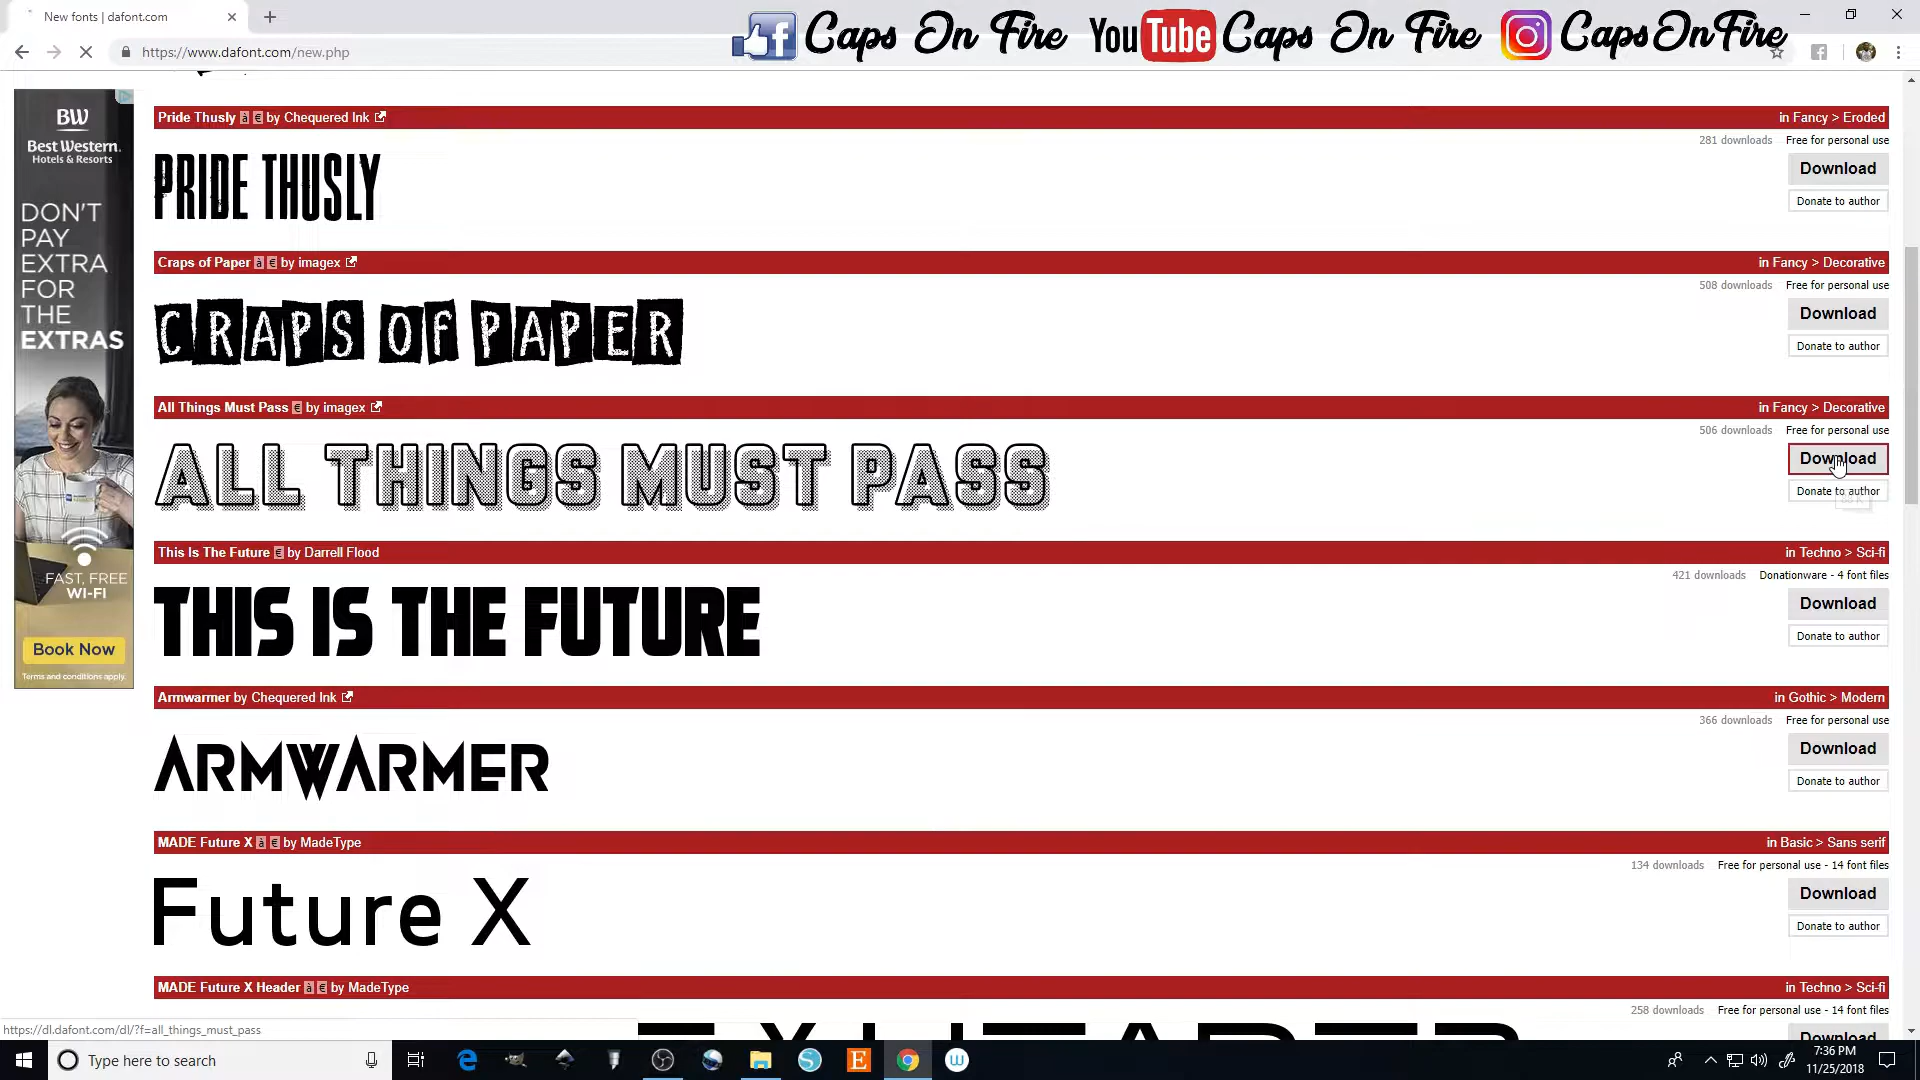 New fonts | dafont.com
https://www.dafont.com/new.php
Caps On Fire YouTube Caps On Fire CapsOnFire
BW
Best Western.
Hotels & Resorts
DON'T
PAY
EXTRA
FOR
THE
EXTRAS
FAST, FREE
WI-FI
Book Now
Terms and conditions apply.
Pride Thusly à € by Chequered Ink in Fancy > Eroded
281 downloads Free for personal use
PRIDE THUSLY
Download
Donate to author
Craps of Paper à € by imagex in Fancy > Decorative
508 downloads Free for personal use
CRAPS OF PAPER
Download
Donate to author
All Things Must Pass € by imagex in Fancy > Decorative
506 downloads Free for personal use
ALL THINGS MUST PASS
Download
Donate to author
This Is The Future € by Darrell Flood in Techno > Sci-fi
421 downloads Donationware - 4 font files
THIS IS THE FUTURE
Download
Donate to author
Armwarmer by Chequered Ink in Gothic > Modern
366 downloads Free for personal use
ARMWARMER
Download
Donate to author
MADE Future X à € by MadeType in Basic > Sans serif
134 downloads Free for personal use - 14 font files
Future X
Download
Donate to author
MADE Future X Header à € by MadeType in Techno > Sci-fi
258 downloads Free for personal use - 14 font files
Download
https://dl.dafont.com/dl/?f=all_things_must_pass
Type here to search
7:36 PM
11/25/2018